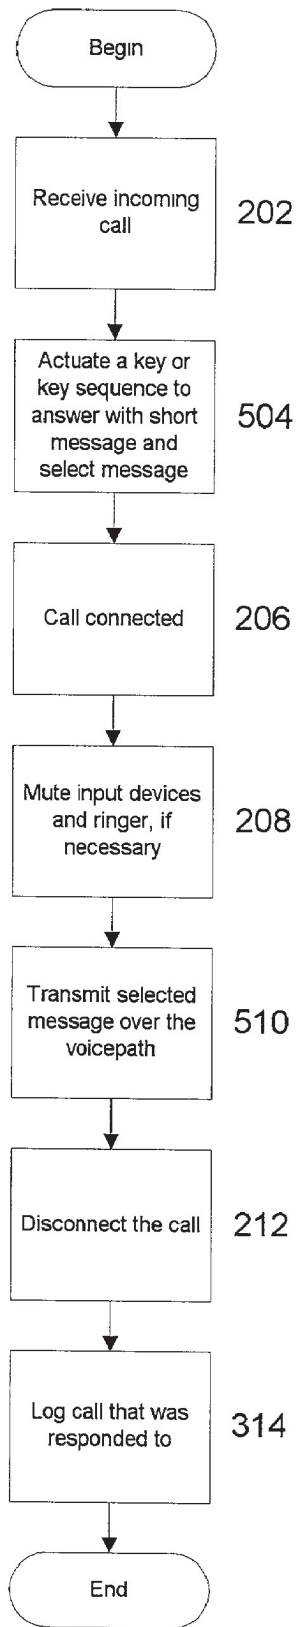 Begin
Receive incoming
call
202
Actuate a key or
key sequence to
answer with short
message and
select message
504
Call connected
206
Mute input devices
and ringer, if
necessary
208
Transmit selected
message over the
voicepath
510
Disconnect the call
212
Log call that was
responded to
314
End